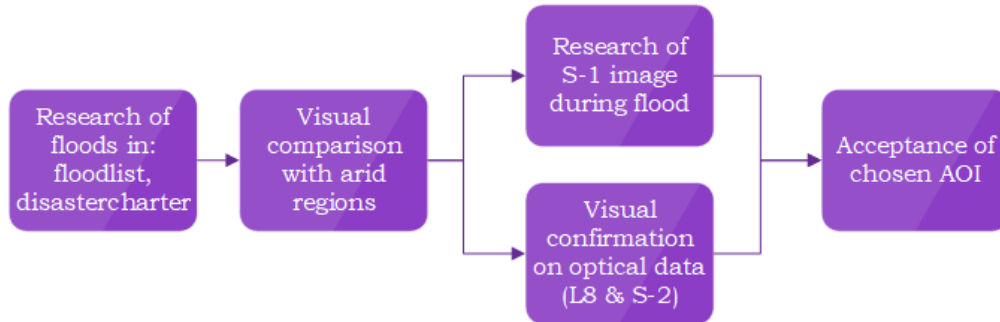 Research of
floods in:
floodlist,
disastercharter
Visual
comparison
with arid
regions
Research of
S-1 image
during flood
Visual
confirmation
on optical data
(L8 & S-2)
Acceptance of
chosen AOI